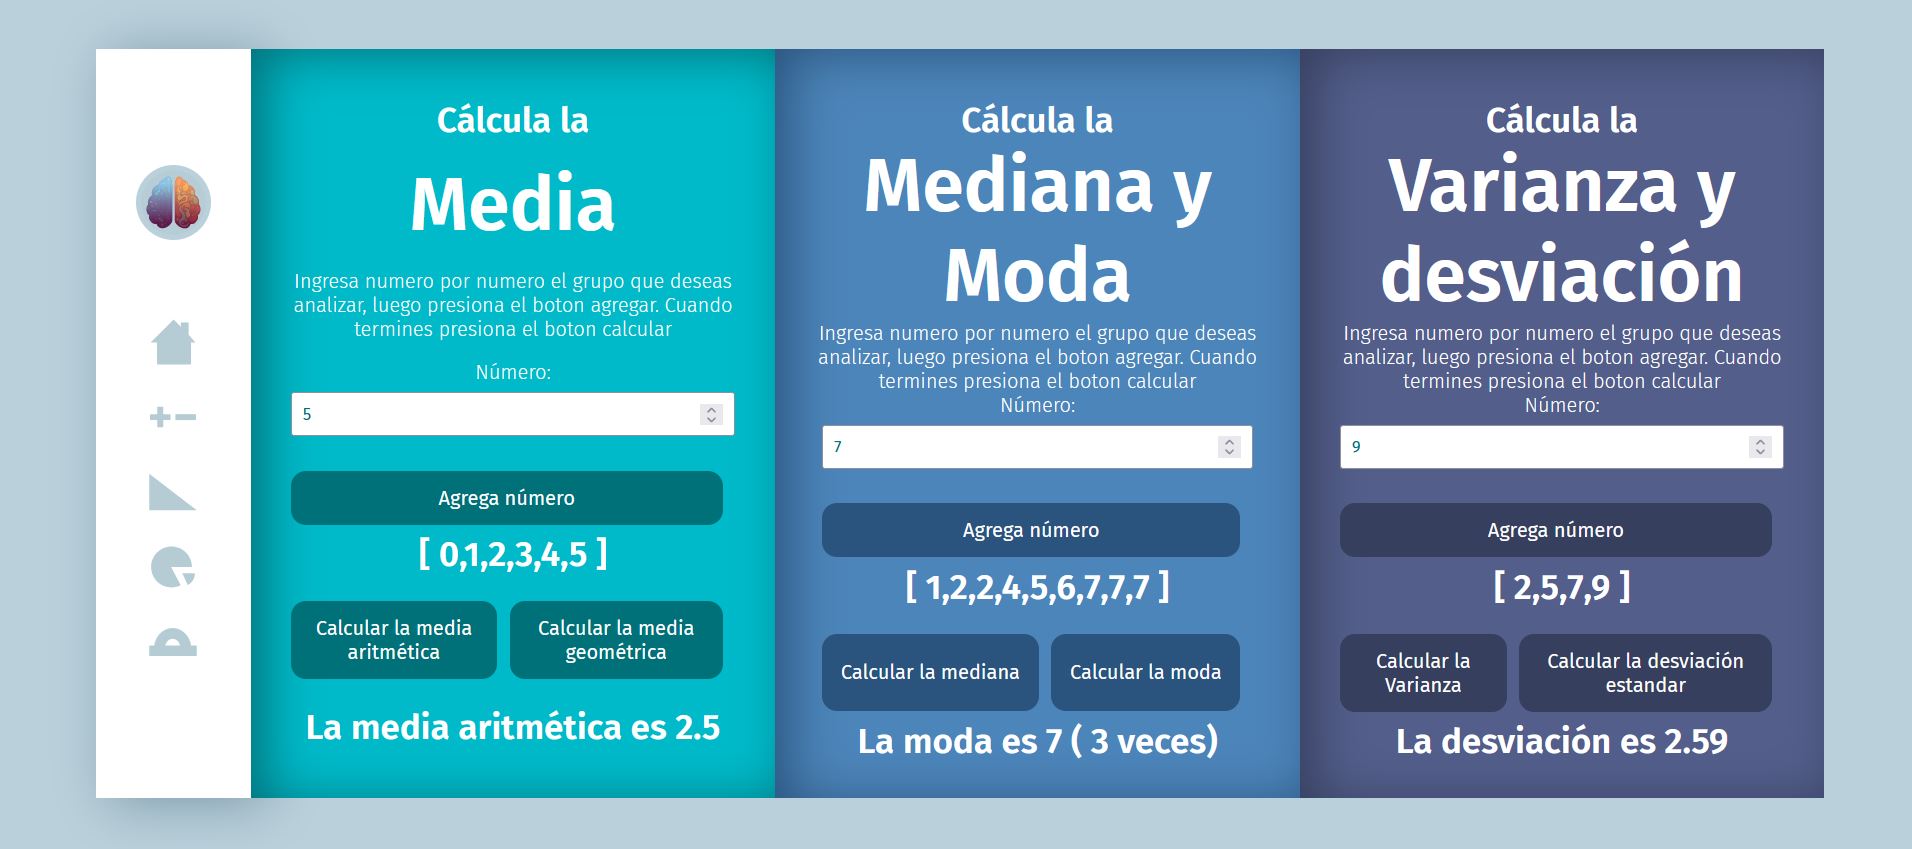 Cálcula la
Media
Ingresa numero por numero el grupo que deseas
analizar, luego presiona el boton agregar. Cuando
termines presiona el boton calcular
Número:
5
Agrega número
[ 0,1,2,3,4,5 ]
Calcular la media
aritmética
Calcular la media
geométrica
La media aritmética es 2.5
Cálcula la
Mediana y
Moda
Ingresa numero por numero el grupo que deseas
analizar, luego presiona el boton agregar. Cuando
termines presiona el boton calcular
Número:
7
Agrega número
[ 1,2,2,4,5,6,7,7,7 ]
Calcular la mediana
Calcular la moda
La moda es 7 ( 3 veces)
Cálcula la
Varianza y
desviación
Ingresa numero por numero el grupo que deseas
analizar, luego presiona el boton agregar. Cuando
termines presiona el boton calcular
Número:
9
Agrega número
[ 2,5,7,9 ]
Calcular la
Varianza
Calcular la desviación
estandar
La desviación es 2.59